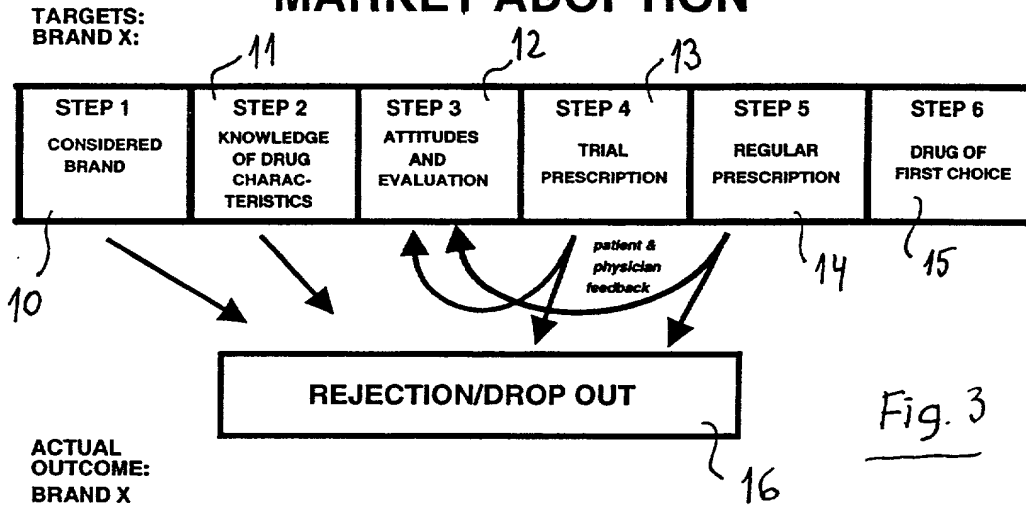 MARKET ADOPTION
TARGETS:
BRAND X:
11
12
13
STEP 1
CONSIDERED
BRAND
STEP 2
KNOWLEDGE
OF DRUG
CHARAC-
TERISTICS
STEP 3
ATTITUDES
AND
EVALUATION
STEP 4
TRIAL
PRESCRIPTION
STEP 5
REGULAR
PRESCRIPTION
STEP 6
DRUG OF
FIRST CHOICE
patient &
physician
feedback
10
14
15
REJECTION/DROP OUT
16
Fig. 3
ACTUAL
OUTCOME:
BRAND X